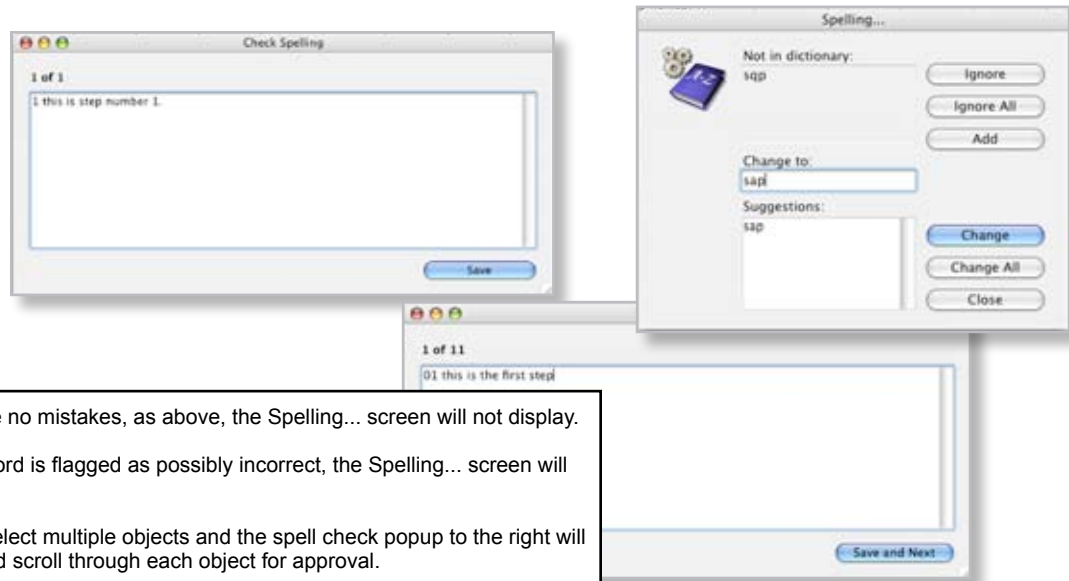 Check Spelling
1 of 1
1 this is step number 1.
Save
Spelling...
Not in dictionary:
sqp
Ignore
Ignore All
Add
Change to:
sap
Suggestions:
sap
Change
Change All
Close
1 of 11
01 this is the first step
Save and Next
no mistakes, as above, the Spelling... screen will not display.
is flagged as possibly incorrect, the Spelling... screen will
multiple objects and the spell check popup to the right will
scroll through each object for approval.